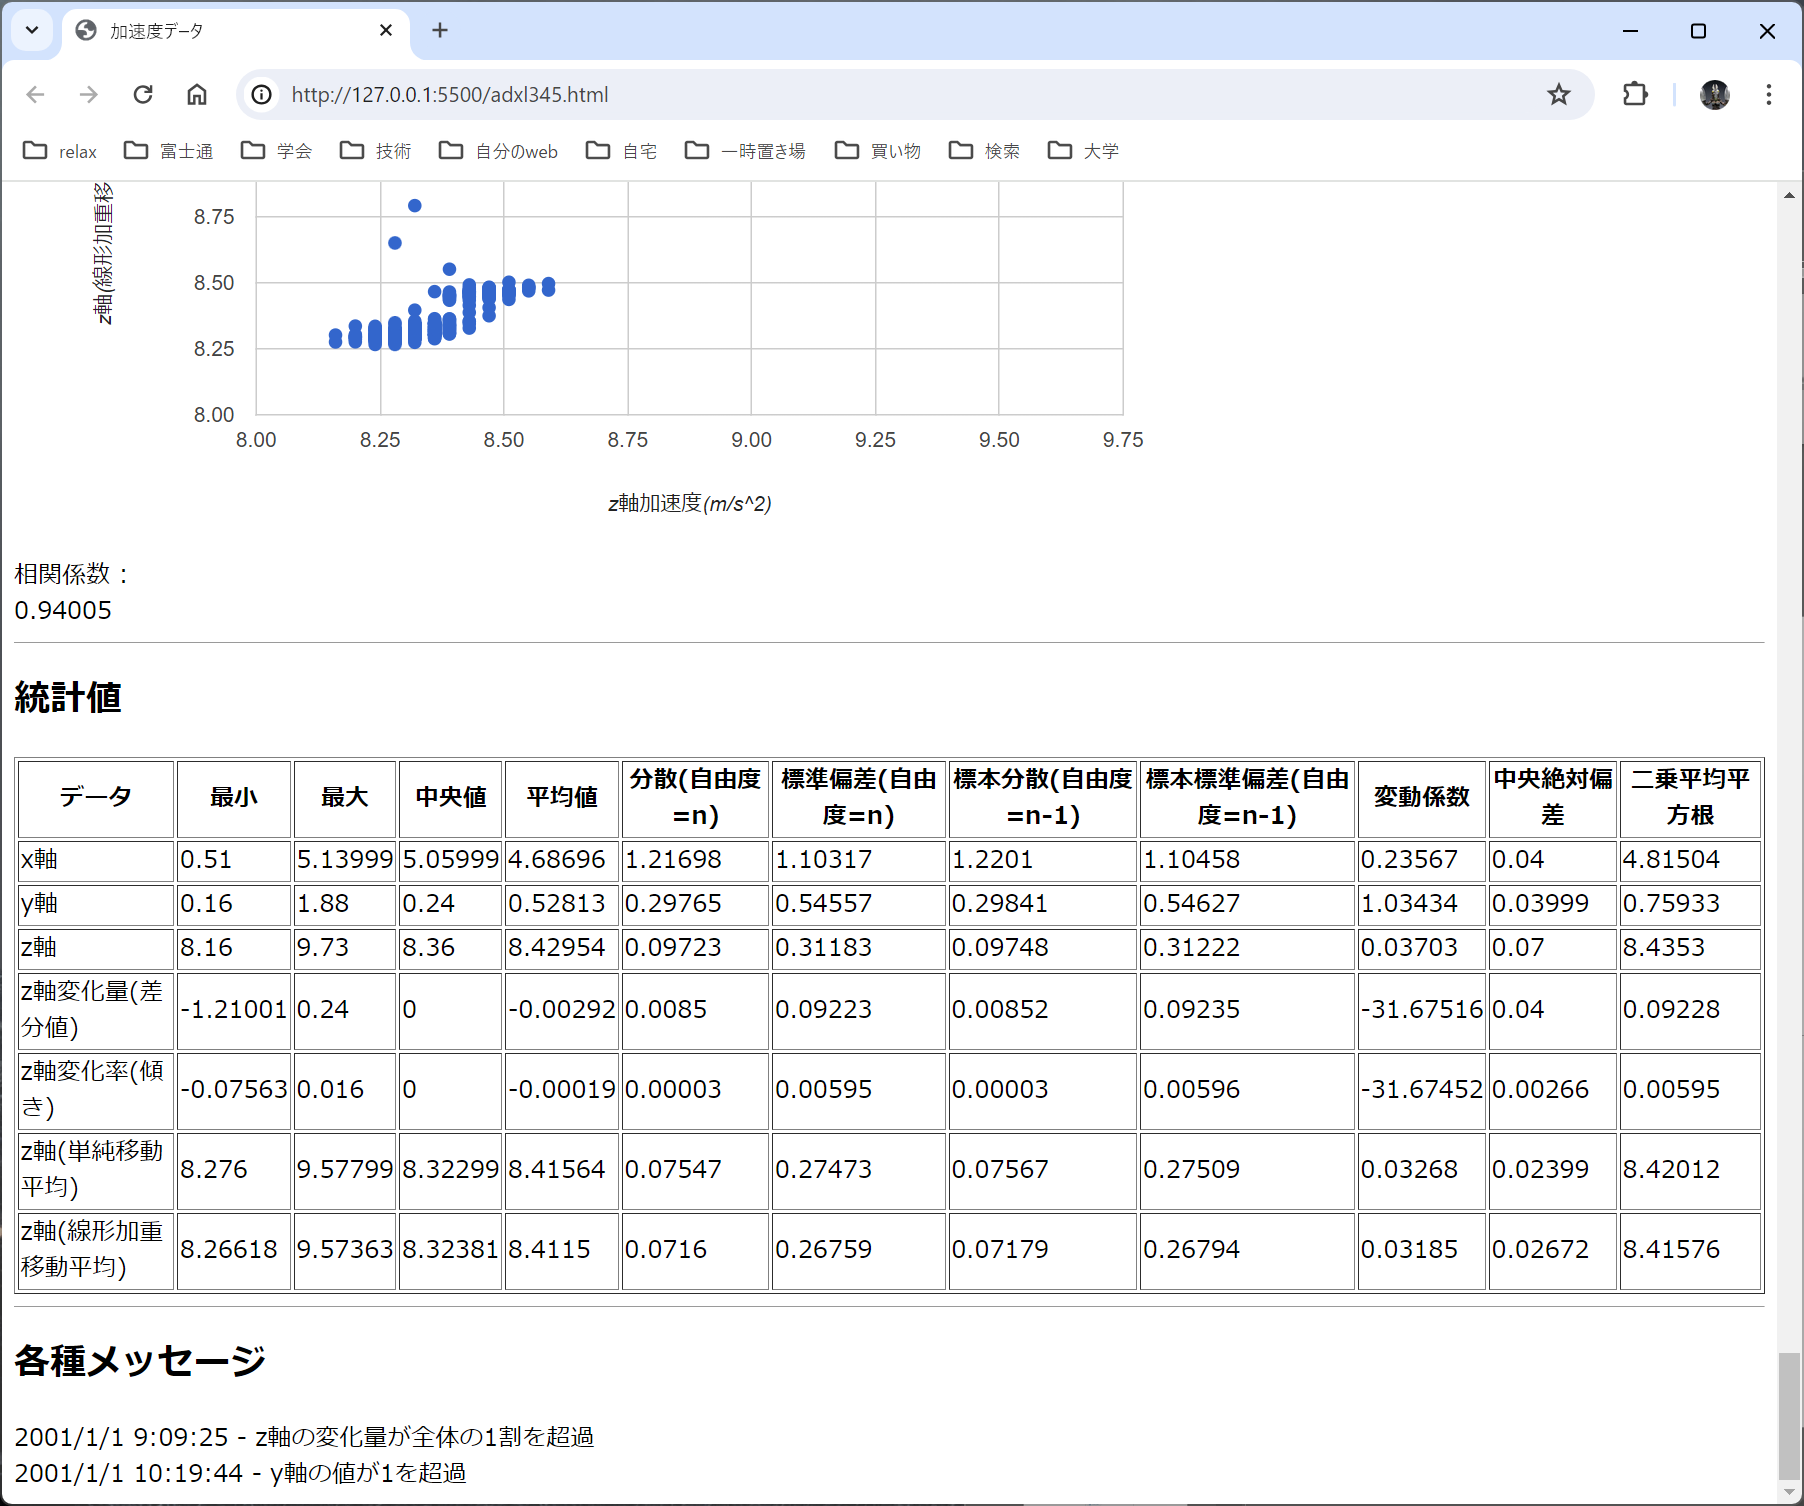 加速度データ
http://127.0.0.1:5500/adxl345.html
relax 富士通 学会 技術 自分のweb 自宅 一時置き場 買い物 検索 大学
z軸(線形加重移
8.75
8.50
8.25
8.00
8.00 8.25 8.50 8.75 9.00 9.25 9.50 9.75
z軸加速度(m/s^2)
相関係数：
0.94005
統計値
データ 最小 最大 中央値 平均値 分散(自由度=n) 標準偏差(自由度=n) 標本分散(自由度=n-1) 標本標準偏差(自由度=n-1) 変動係数 中央絶対偏差 二乗平均平方根
x軸 0.51 5.13999 5.05999 4.68696 1.21698 1.10317 1.2201 1.10458 0.23567 0.04 4.81504
y軸 0.16 1.88 0.24 0.52813 0.29765 0.54557 0.29841 0.54627 1.03434 0.03999 0.75933
z軸 8.16 9.73 8.36 8.42954 0.09723 0.31183 0.09748 0.31222 0.03703 0.07 8.4353
z軸変化量(差分値) -1.21001 0.24 0 -0.00292 0.0085 0.09223 0.00852 0.09235 -31.67516 0.04 0.09228
z軸変化率(傾き) -0.07563 0.016 0 -0.00019 0.00003 0.00595 0.00003 0.00596 -31.67452 0.00266 0.00595
z軸(単純移動平均) 8.276 9.57799 8.32299 8.41564 0.07547 0.27473 0.07567 0.27509 0.03268 0.02399 8.42012
z軸(線形加重移動平均) 8.26618 9.57363 8.32381 8.4115 0.0716 0.26759 0.07179 0.26794 0.03185 0.02672 8.41576
各種メッセージ
2001/1/1 9:09:25 - z軸の変化量が全体の1割を超過
2001/1/1 10:19:44 - y軸の値が1を超過